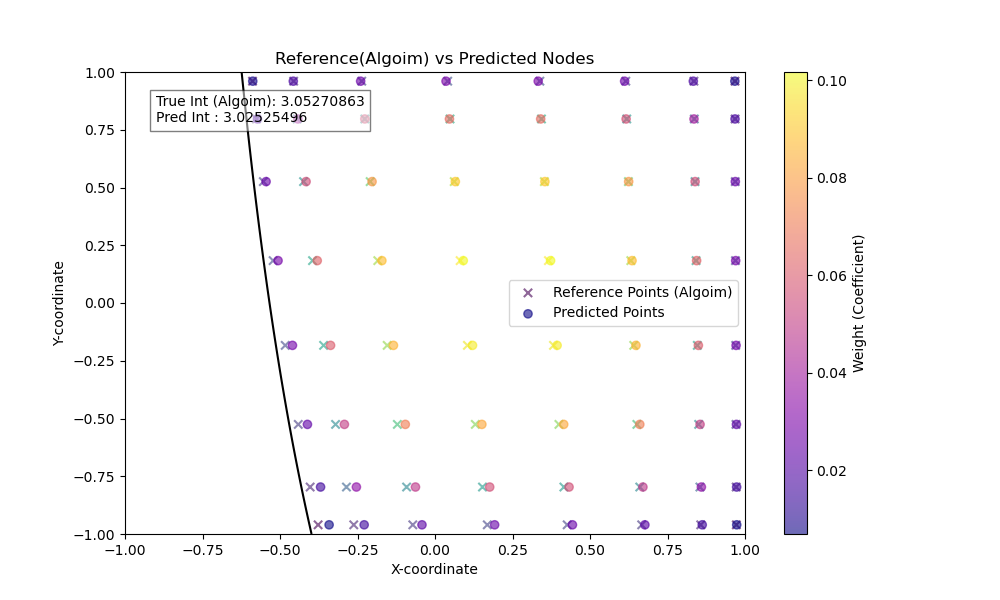 Reference(Algoim) vs Predicted Nodes
True Int (Algoim): 3.05270863
Pred Int : 3.02525496
Reference Points (Algoim)
Predicted Points
Y-coordinate
1.00
0.75
0.50
0.25
0.00
−0.25
−0.50
−0.75
−1.00
−1.00
−0.75
−0.50
−0.25
0.00
0.25
0.50
0.75
1.00
X-coordinate
0.10
0.08
0.06
0.04
0.02
Weight (Coefficient)